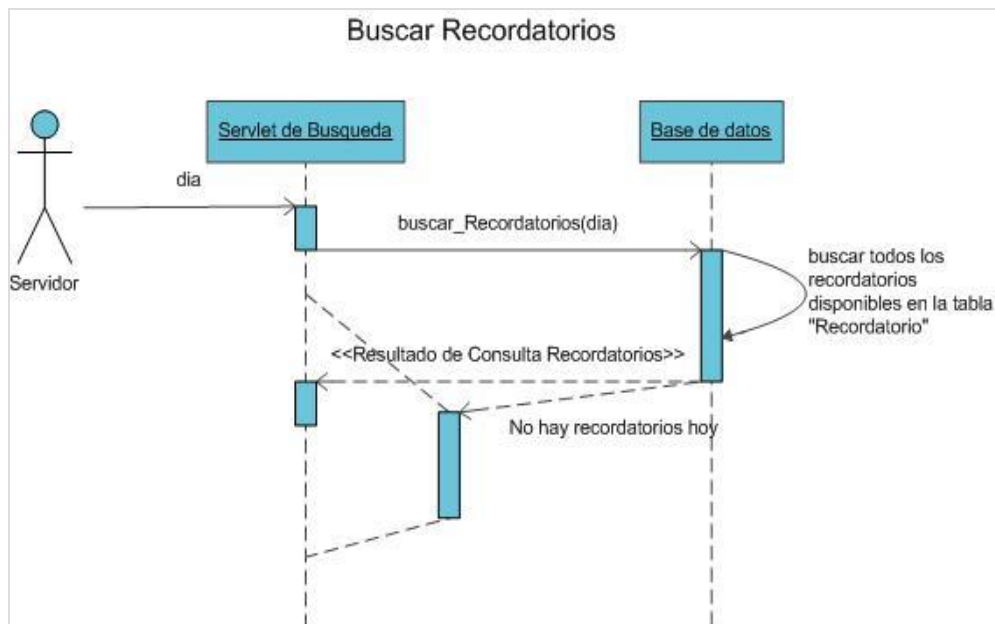 Buscar Recordatorios
Servlet de Busqueda
Base de datos
dia
buscar_Recordatorios(dia)
Servidor
buscar todos los
recordatorios
disponibles en la tabla
"Recordatorio"
<<Resultado de Consulta Recordatorios>>
No hay recordatorios hoy